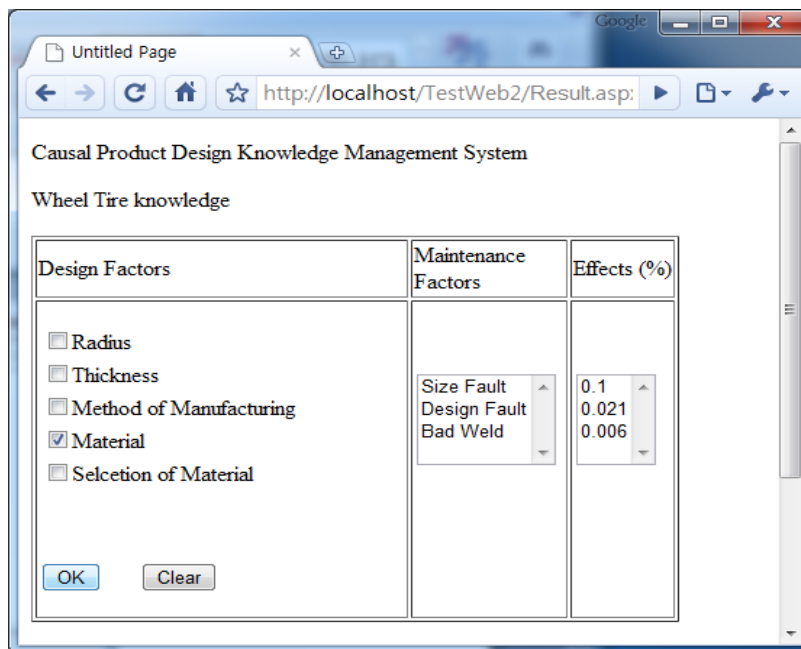 Google
Untitled Page
http://localhost/TestWeb2/Result.asp:
Causal Product Design Knowledge Management System
Wheel Tire knowledge
Design Factors
Maintenance
Factors
Effects (%)
Radius
Thickness
Method of Manufacturing
Material
Selcetion of Material
Size Fault
Design Fault
Bad Weld
0.1
0.021
0.006
OK
Clear